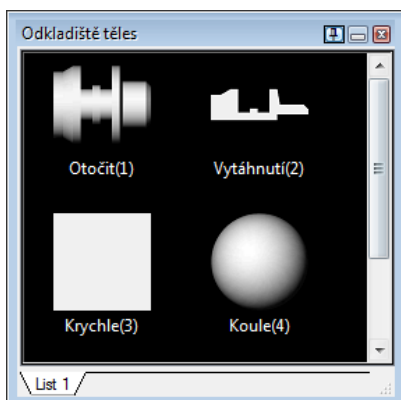 Odkladiště těles
Otočit(1)
Vytáhnutí(2)
Krychle(3)
Koule(4)
List 1